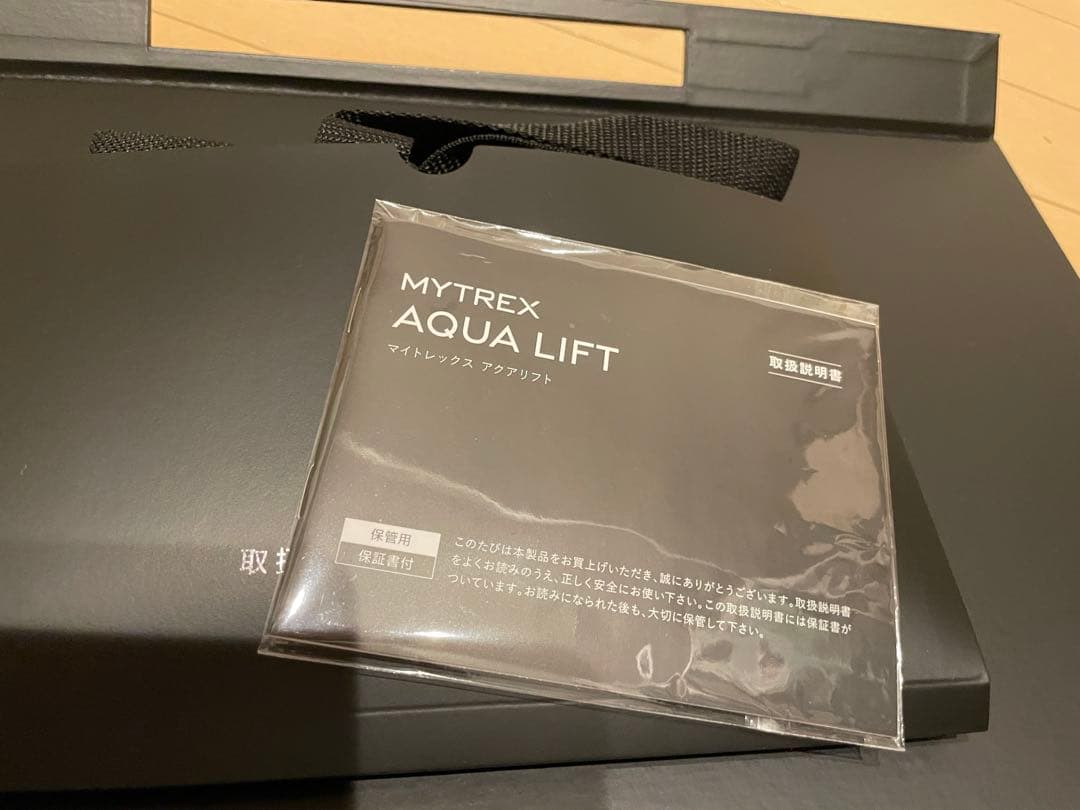 MYTREX
AQUA LIFT
マイトレックス アクアリフト
取扱説明書
保管用
保証書付
このたびは本製品をお買上げいただき、誠にありがとうございます。取扱説明書
をよくお読みのうえ、正しく安全にお使い下さい。この取扱説明書には保証書が
ついています。お読みになられた後も、大切に保管して下さい。
取